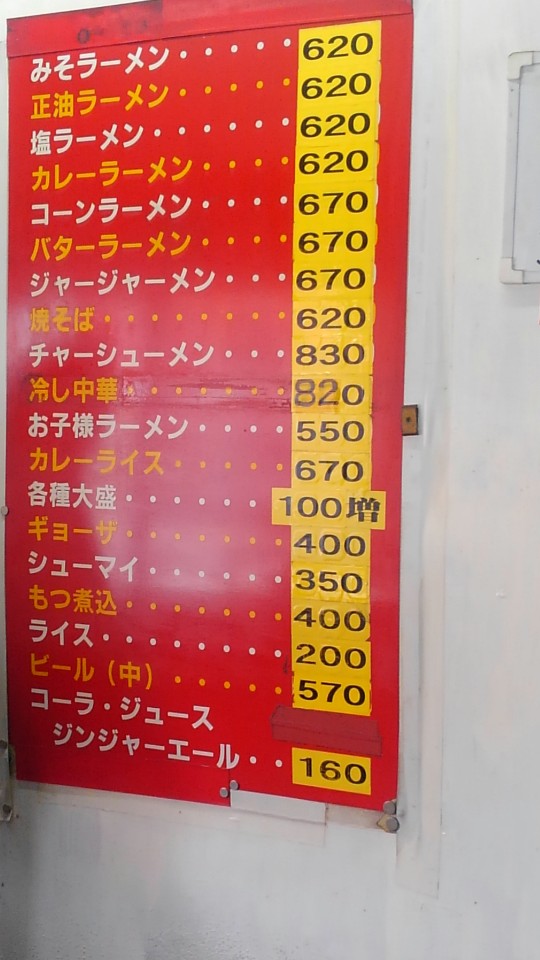 みそラーメン・・・・・620
正油ラーメン・・・・・620
塩ラーメン・・・・・・620
カレーラーメン・・・・620
コーンラーメン・・・・670
バターラーメン・・・・670
ジャージャーメン・・・670
焼そば・・・・・・・・620
チャーシューメン・・・830
冷し中華・・・・・・・820
お子様ラーメン・・・・550
カレーライス・・・・・670
各種大盛・・・・・・100増
ギョーザ・・・・・・・400
シューマイ・・・・・・350
もつ煮込・・・・・・・400
ライス・・・・・・・・200
ビール（中）・・・・・570
コーラ・ジュース
ジンジャーエール・・160